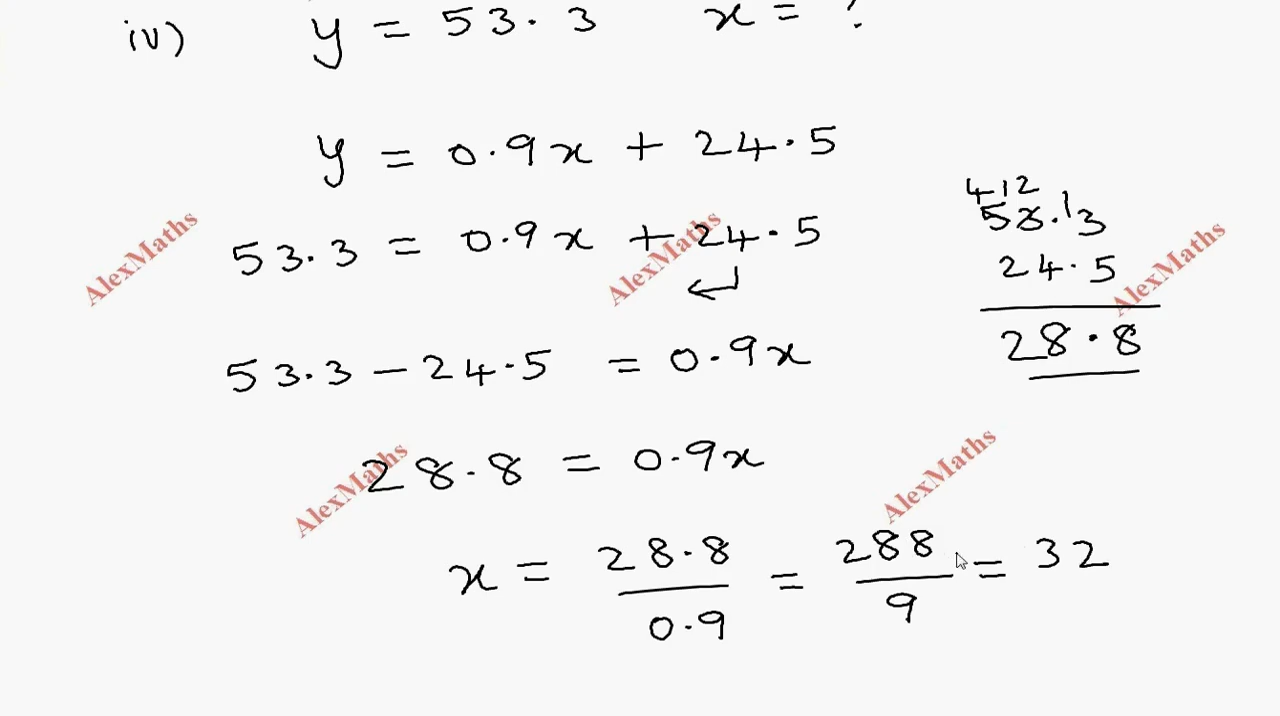 iv) y = 53.3 x = ?
y = 0.9x + 24.5
53.3 = 0.9x + 24.5
53.3 - 24.5 = 0.9x
28.8 = 0.9x
x = 28.8/0.9 = 288/9 = 32
4 12
53.13
24.5
28.8
AlexMaths
AlexMaths
AlexMaths
AlexMaths
AlexMaths